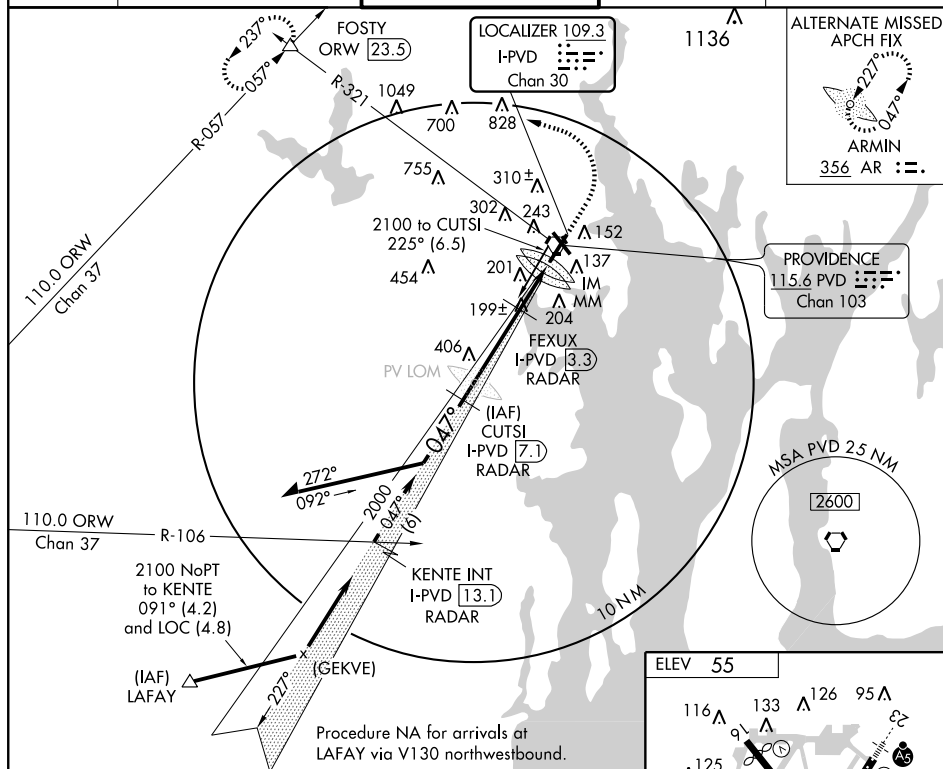 FOSTY
ORW 23.5
237°
057°
R-057
R-321
110.0 ORW
Chan 37
LOCALIZER 109.3
I-PVD
Chan 30
1136
ALTERNATE MISSED
APCH FIX
227°
047°
ARMIN
356 AR
1049
700
828
755
310±
302
243
152
2100 to CUTSI
225° (6.5)
454
201
137
IM
MM
199±
204
PROVIDENCE
115.6 PVD
Chan 103
FEXUX
I-PVD 3.3
RADAR
406
PV LOM
(IAF)
CUTSI
I-PVD 7.1
RADAR
047°
272°
092°
2000
047°
(6)
MSA PVD 25 NM
2600
110.0 ORW
Chan 37
R-106
KENTE INT
I-PVD 13.1
RADAR
10 NM
2100 NoPT
to KENTE
091° (4.2)
and LOC (4.8)
(IAF)
LAFAY
(GEKVE)
227°
Procedure NA for arrivals at
LAFAY via V130 northwestbound.
ELEV 55
116
133
126
95
16
23
125
A5